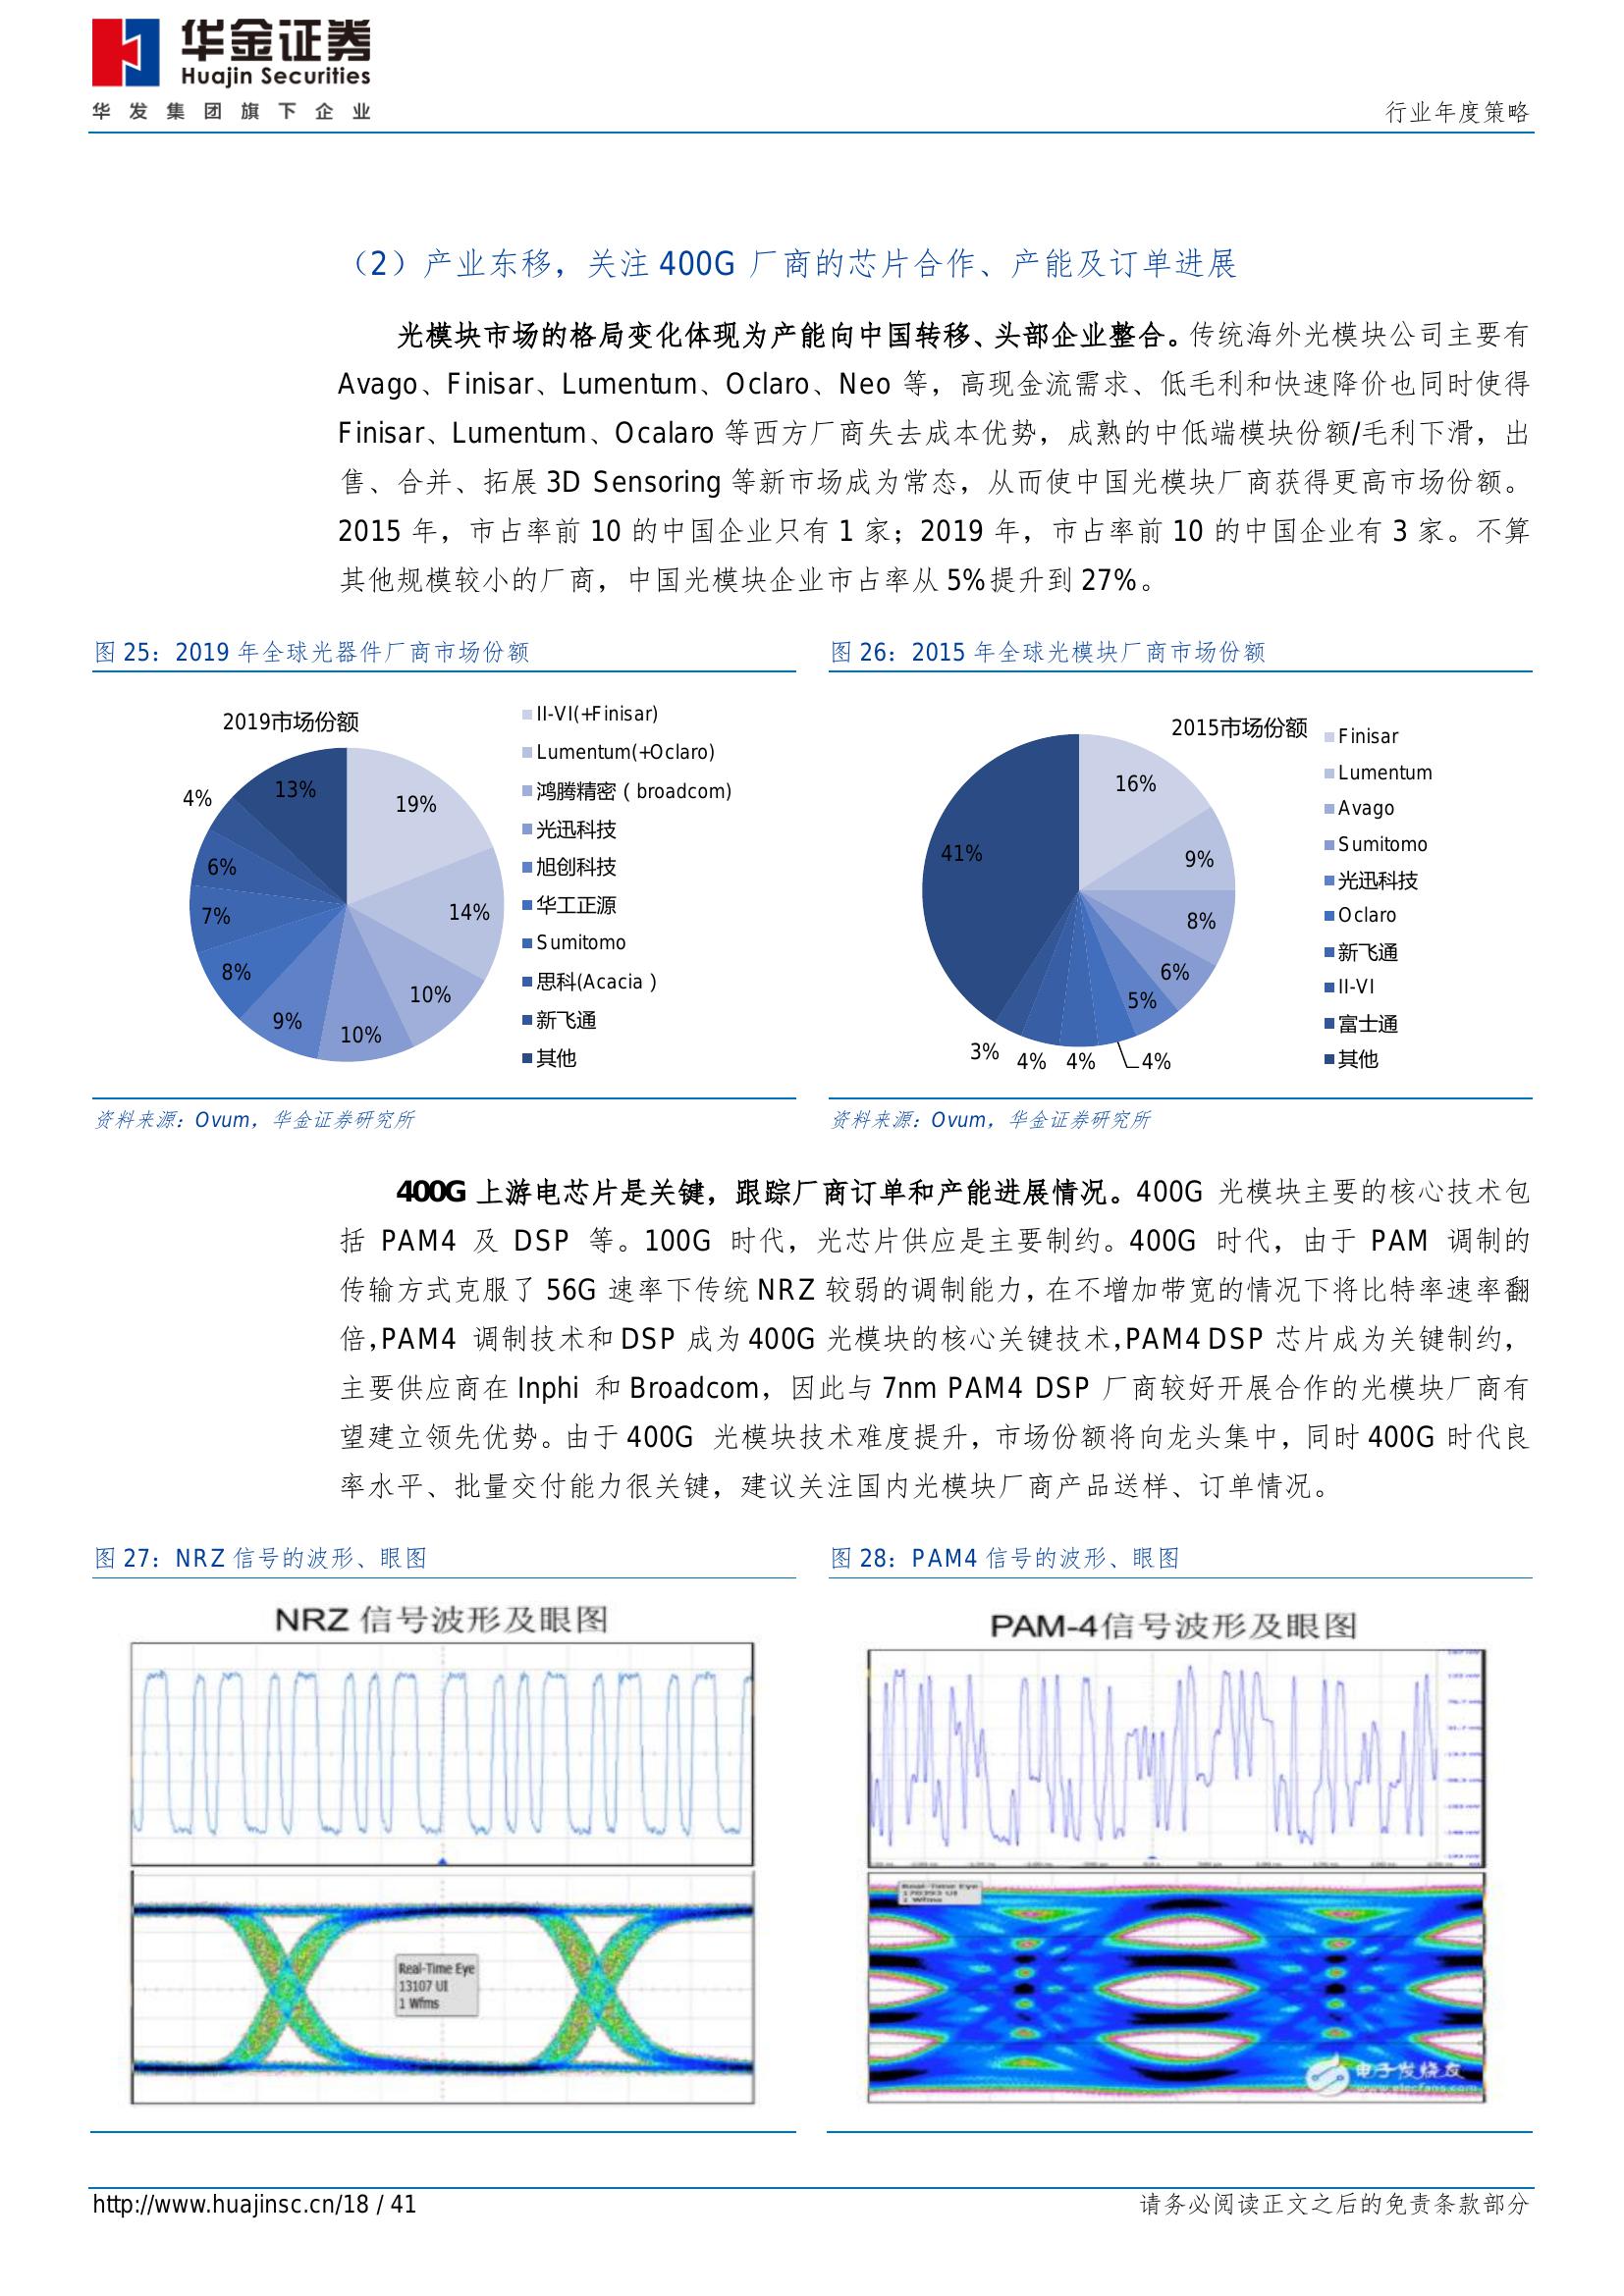 华金证券
Huajin Securities
华发集团旗下企业
行业年度策略
（2）产业东移，关注 400G 厂商的芯片合作、产能及订单进展
光模块市场的格局变化体现为产能向中国转移、头部企业整合。传统海外光模块公司主要有
Avago、Finisar、Lumentum、Oclaro、Neo 等，高现金流需求、低毛利和快速降价也同时使得
Finisar、Lumentum、Ocalaro 等西方厂商失去成本优势，成熟的中低端模块份额/毛利下滑，出
售、合并、拓展 3D Sensoring 等新市场成为常态，从而使中国光模块厂商获得更高市场份额。
2015 年，市占率前 10 的中国企业只有 1 家；2019 年，市占率前 10 的中国企业有 3 家。不算
其他规模较小的厂商，中国光模块企业市占率从 5%提升到 27%。
图 25：2019 年全球光器件厂商市场份额
2019市场份额
19%
14%
10%
10%
9%
8%
7%
6%
4%
13%
II-VI(+Finisar)
Lumentum(+Oclaro)
鸿腾精密（broadcom)
光迅科技
旭创科技
华工正源
Sumitomo
思科(Acacia）
新飞通
其他
资料来源：Ovum，华金证券研究所
图 26：2015 年全球光模块厂商市场份额
2015市场份额
16%
9%
8%
6%
5%
4%
4%
4%
3%
41%
Finisar
Lumentum
Avago
Sumitomo
光迅科技
Oclaro
新飞通
II-VI
富士通
其他
资料来源：Ovum，华金证券研究所
400G 上游电芯片是关键，跟踪厂商订单和产能进展情况。400G 光模块主要的核心技术包
括 PAM4 及 DSP 等。100G 时代，光芯片供应是主要制约。400G 时代，由于 PAM 调制的
传输方式克服了 56G 速率下传统 NRZ 较弱的调制能力，在不增加带宽的情况下将比特率速率翻
倍，PAM4 调制技术和 DSP 成为 400G 光模块的核心关键技术，PAM4 DSP 芯片成为关键制约，
主要供应商在 Inphi 和 Broadcom，因此与 7nm PAM4 DSP 厂商较好开展合作的光模块厂商有
望建立领先优势。由于 400G 光模块技术难度提升，市场份额将向龙头集中，同时 400G 时代良
率水平、批量交付能力很关键，建议关注国内光模块厂商产品送样、订单情况。
图 27：NRZ 信号的波形、眼图
NRZ 信号波形及眼图
Real-Time Eye
13107 UI
1 Wfms
图 28：PAM4 信号的波形、眼图
PAM-4信号波形及眼图
Real-Time Eye
1 Wfms
电子发烧友
www.elecfans.com
http://www.huajinsc.cn/18 / 41
请务必阅读正文之后的免责条款部分